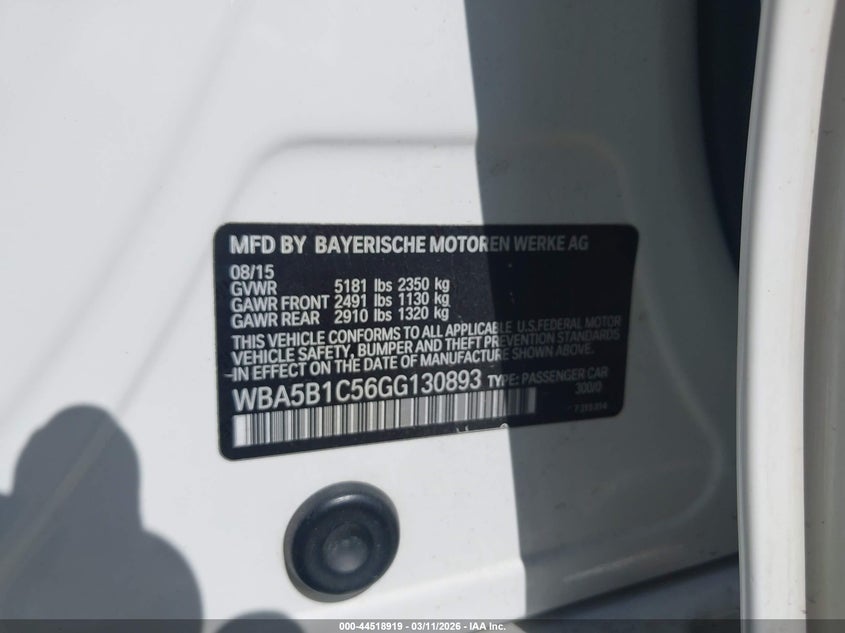 MFD BY BAYERISCHE MOTOREN WERKE AG
08/15
GVWR 5181 lbs 2350 kg
GAWR FRONT 2491 lbs 1130 kg
GAWR REAR 2910 lbs 1320 kg
THIS VEHICLE CONFORMS TO ALL APPLICABLE U.S.FEDERAL MOTOR
VEHICLE SAFETY, BUMPER AND THEFT PREVENTION STANDARDS
IN EFFECT ON THE DATE OF MANUFACTURE SHOWN ABOVE.
WBA5B1C56GG130893 TYPE: PASSENGER CAR
300/0
000-44518919 - 03/11/2026 - IAA Inc.